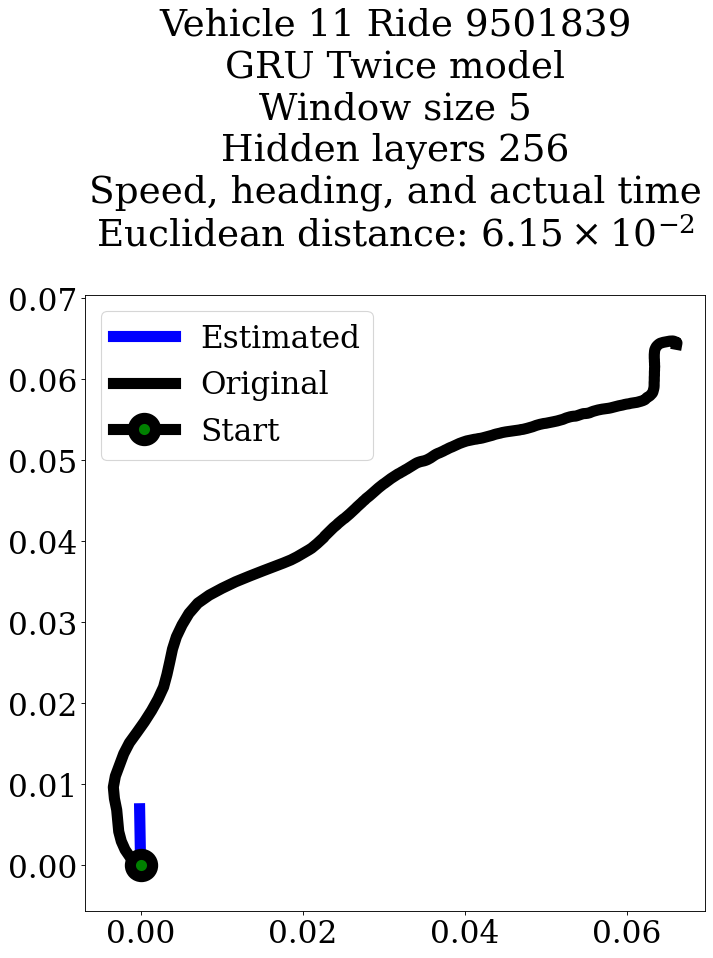 Vehicle 11 Ride 9501839
GRU Twice model
Window size 5
Hidden layers 256
Speed, heading, and actual time
Euclidean distance: 6.15 × 10⁻²
0.07
0.06
0.05
0.04
0.03
0.02
0.01
0.00
Estimated
Original
Start
0.00 0.02 0.04 0.06